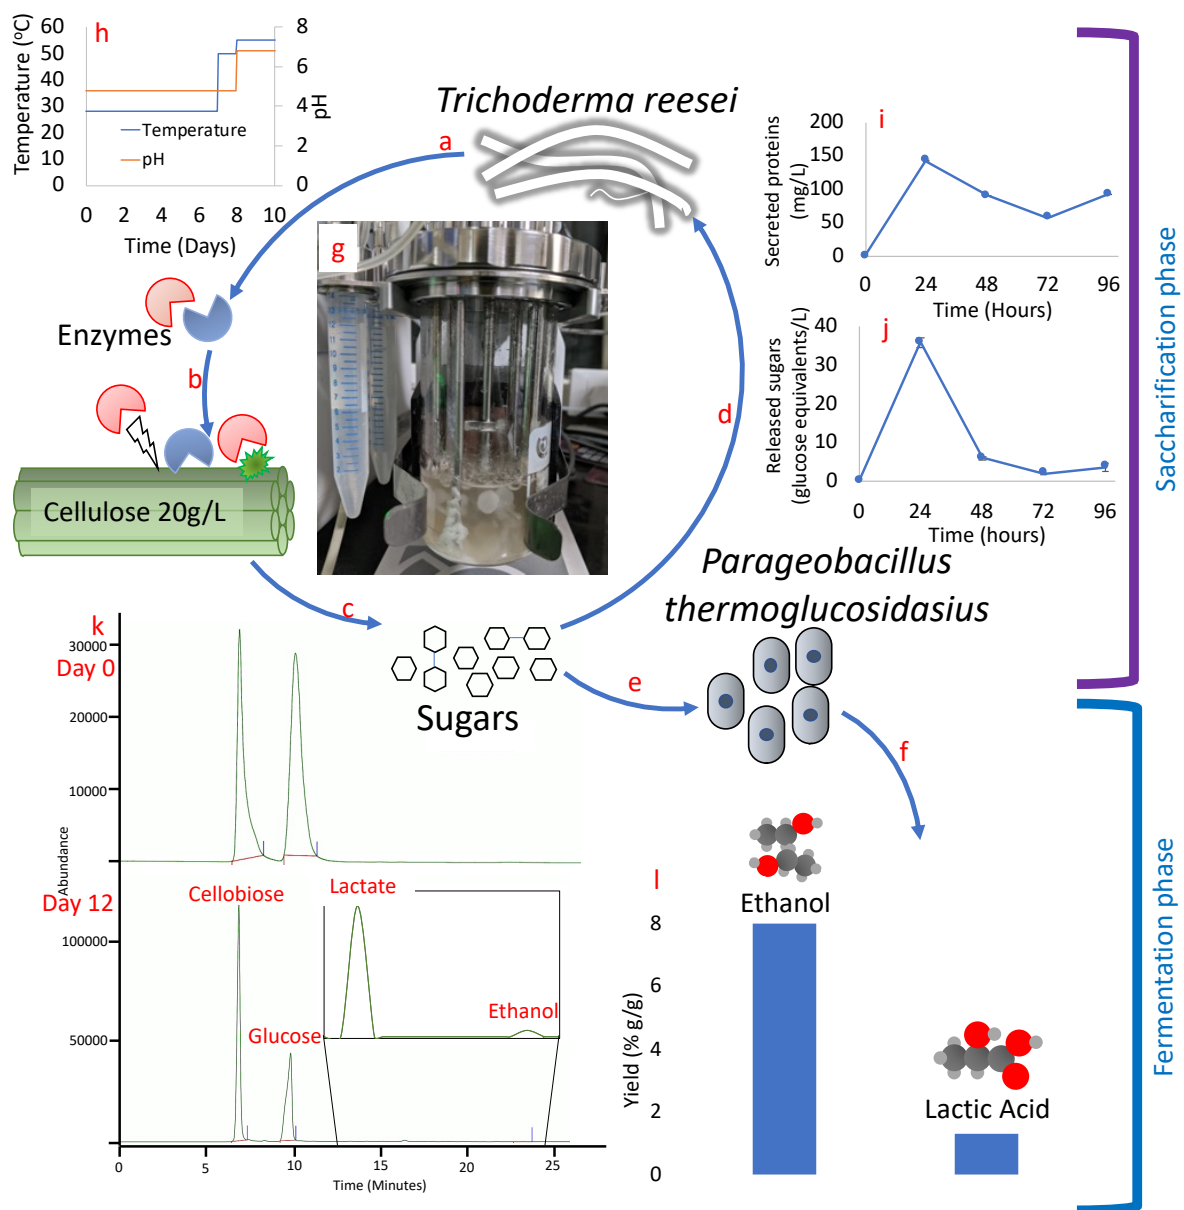 h
Temperature (°C)
60
50
40
30
20
10
0
8
6
4
2
0
pH
Temperature
pH
0 2 4 6 8 10
Time (Days)
Trichoderma reesei
a
i
Secreted proteins
(mg/L)
200
150
100
50
0
0 24 48 72 96
Time (Hours)
g
Enzymes
b
d
j
Released sugars
(glucose equivalents/L)
40
30
20
10
0
0 24 48 72 96
Time (hours)
Saccharification phase
Cellulose 20g/L
c
Sugars
Parageobacillus
thermoglucosidasius
e
f
k
Day 0
30000
20000
10000
Abundance
Day 12
100000
50000
Cellobiose
Lactate
Glucose
Ethanol
0 5 10 15 20 25
Time (Minutes)
l
Ethanol
Yield (% g/g)
8
6
4
2
0
Lactic Acid
Fermentation phase